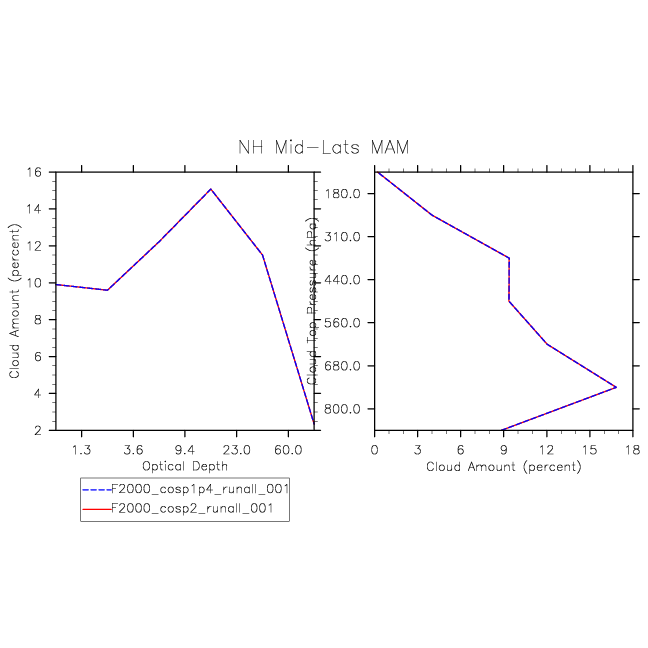 NH Mid-Lats MAM
16
14
12
10
8
6
4
2
Cloud Amount (percent)
1.3 3.6 9.4 23.0 60.0
Optical Depth
Cloud Top Pressure (hPa)
180.0
310.0
440.0
560.0
680.0
800.0
0 3 6 9 12 15 18
Cloud Amount (percent)
F2000_cosp1p4_runall_001
F2000_cosp2_runall_001